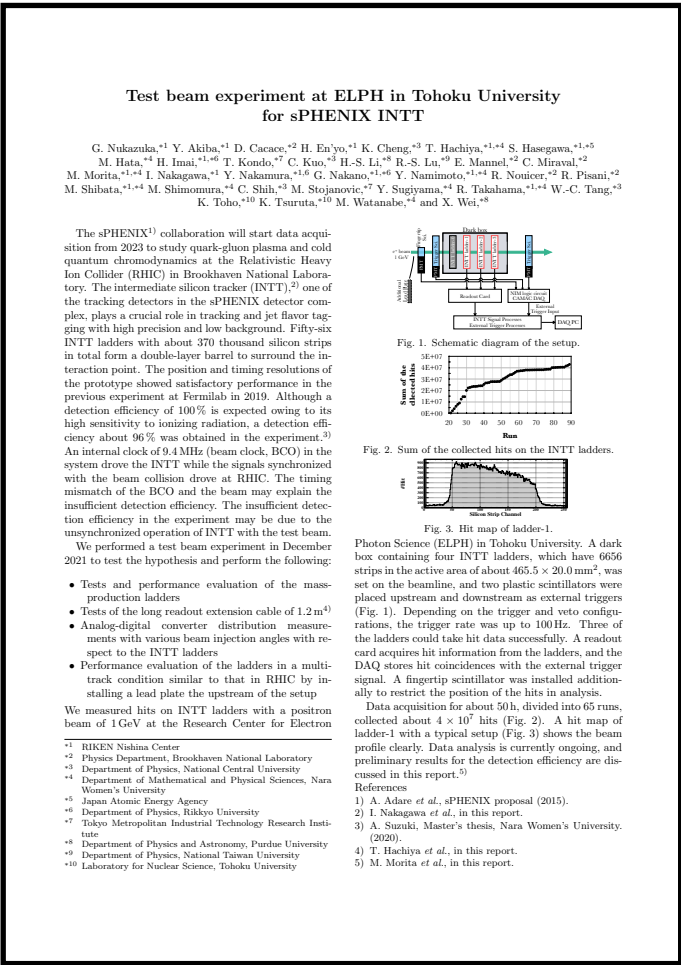 Test beam experiment at ELPH in Tohoku University
for sPHENIX INTT
G. Nukazuka,*1 Y. Akiba,*1 D. Cacace,*2 H. En'yo,*1 K. Cheng,*3 T. Hachiya,*1,*4 S. Hasegawa,*1,*5
M. Hata,*4 H. Imai,*1,*6 T. Kondo,*7 C. Kuo,*3 H.-S. Li,*8 R.-S. Lu,*9 E. Mannel,*2 C. Miraval,*2
M. Morita,*1,*4 I. Nakagawa,*1 Y. Nakamura,*1,6 G. Nakano,*1,*6 Y. Namimoto,*1,*4 R. Nouicer,*2 R. Pisani,*2
M. Shibata,*1,*4 M. Shimomura,*4 C. Shih,*3 M. Stojanovic,*7 Y. Sugiyama,*4 R. Takahama,*1,*4 W.-C. Tang,*3
K. Toho,*10 K. Tsuruta,*10 M. Watanabe,*4 and X. Wei,*8
The sPHENIX1) collaboration will start data acqui-
sition from 2023 to study quark-gluon plasma and cold
quantum chromodynamics at the Relativistic Heavy
Ion Collider (RHIC) in Brookhaven National Labora-
tory. The intermediate silicon tracker (INTT),2) one of
the tracking detectors in the sPHENIX detector com-
plex, plays a crucial role in tracking and jet flavor tag-
ging with high precision and low background. Fifty-six
INTT ladders with about 370 thousand silicon strips
in total form a double-layer barrel to surround the in-
teraction point. The position and timing resolutions of
the prototype showed satisfactory performance in the
previous experiment at Fermilab in 2019. Although a
detection efficiency of 100 % is expected owing to its
high sensitivity to ionizing radiation, a detection effi-
ciency about 96 % was obtained in the experiment.3)
An internal clock of 9.4 MHz (beam clock, BCO) in the
system drove the INTT while the signals synchronized
with the beam collision drove at RHIC. The timing
mismatch of the BCO and the beam may explain the
insufficient detection efficiency. The insufficient detec-
tion efficiency in the experiment may be due to the
unsynchronized operation of INTT with the test beam.
We performed a test beam experiment in December
2021 to test the hypothesis and perform the following:
• Tests and performance evaluation of the mass-
production ladders
• Tests of the long readout extension cable of 1.2 m4)
• Analog-digital converter distribution measure-
ments with various beam injection angles with re-
spect to the INTT ladders
• Performance evaluation of the ladders in a multi-
track condition similar to that in RHIC by in-
stalling a lead plate the upstream of the setup
We measured hits on INTT ladders with a positron
beam of 1 GeV at the Research Center for Electron
*1 RIKEN Nishina Center
*2 Physics Department, Brookhaven National Laboratory
*3 Department of Physics, National Central University
*4 Department of Mathematical and Physical Sciences, Nara
Women's University
*5 Japan Atomic Energy Agency
*6 Department of Physics, Rikkyo University
*7 Tokyo Metropolitan Industrial Technology Research Insti-
tute
*8 Department of Physics and Astronomy, Purdue University
*9 Department of Physics, National Taiwan University
*10 Laboratory for Nuclear Science, Tohoku University
Dark box
e+ beam
1 GeV
Readout Card
NIM logic circuit
CAMAC DAQ
External
Trigger Input
INTT Signal Processes
External Trigger Processes
DAQ PC
Fig. 1. Schematic diagram of the setup.
Sum of the
5E+07
4E+07
3E+07
2E+07
1E+07
0E+00
20 30 40 50 60 70 80 90
Run
Fig. 2. Sum of the collected hits on the INTT ladders.
#Hit
Silicon Strip Channel
Fig. 3. Hit map of ladder-1.
Photon Science (ELPH) in Tohoku University. A dark
box containing four INTT ladders, which have 6656
strips in the active area of about 465.5 × 20.0 mm2, was
set on the beamline, and two plastic scintillators were
placed upstream and downstream as external triggers
(Fig. 1). Depending on the trigger and veto configu-
rations, the trigger rate was up to 100 Hz. Three of
the ladders could take hit data successfully. A readout
card acquires hit information from the ladders, and the
DAQ stores hit coincidences with the external trigger
signal. A fingertip scintillator was installed addition-
ally to restrict the position of the hits in analysis.
Data acquisition for about 50 h, divided into 65 runs,
collected about 4 × 107 hits (Fig. 2). A hit map of
ladder-1 with a typical setup (Fig. 3) shows the beam
profile clearly. Data analysis is currently ongoing, and
preliminary results for the detection efficiency are dis-
cussed in this report.5)
References
1) A. Adare et al., sPHENIX proposal (2015).
2) I. Nakagawa et al., in this report.
3) A. Suzuki, Master's thesis, Nara Women's University.
(2020).
4) T. Hachiya et al., in this report.
5) M. Morita et al., in this report.